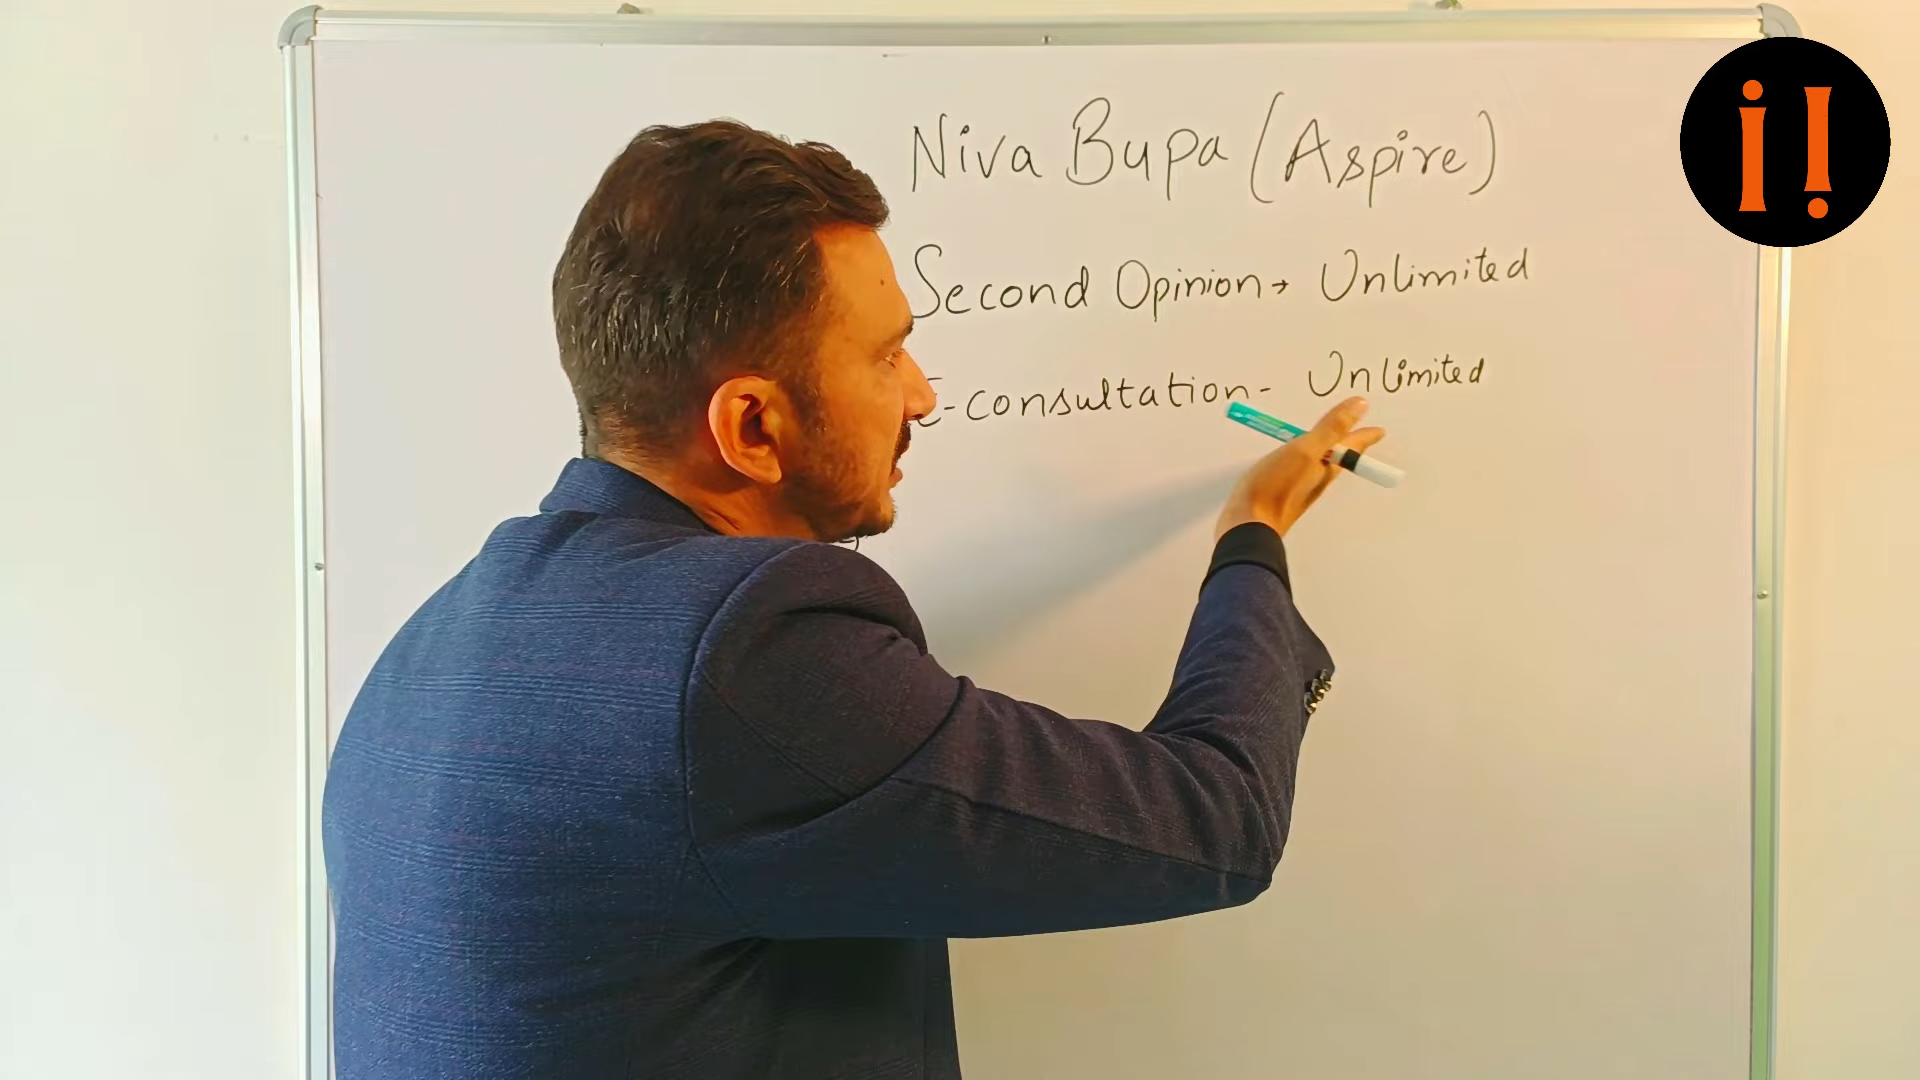 Niva Bupa (Aspire)
Second Opinion → Unlimited
E-consultation - Unlimited